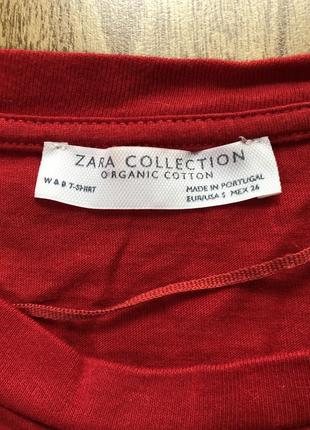 ZARA COLLECTION
ORGANIC COTTON
W & B T-SHIRT
MADE IN PORTUGAL
EUR/USA S MEX 26